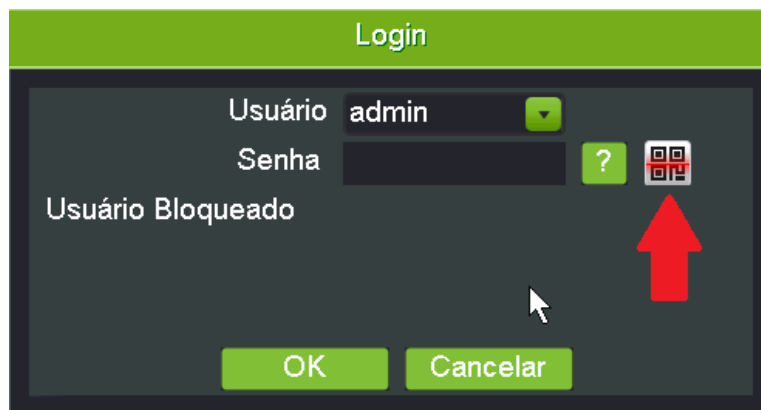 Login
Usuário admin
Senha ?
Usuário Bloqueado
OK Cancelar